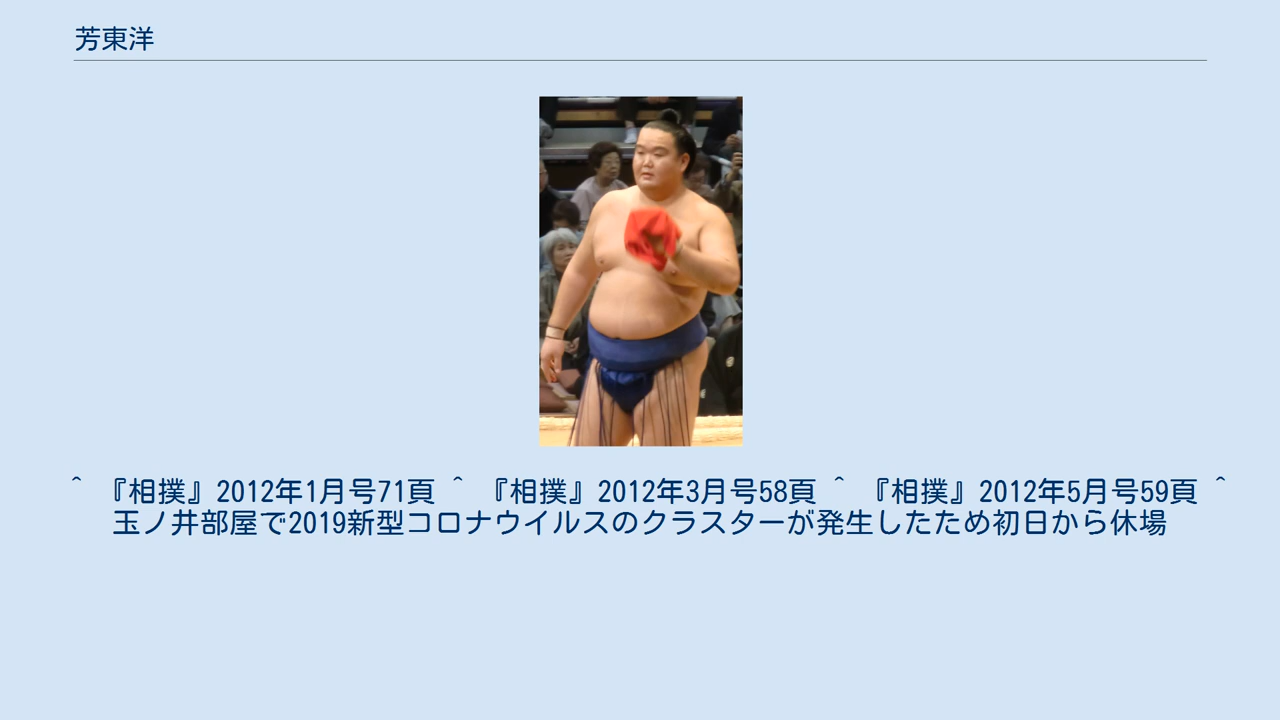 芳東洋
^ 『相撲』2012年1月号71頁 ^ 『相撲』2012年3月号58頁 ^ 『相撲』2012年5月号59頁 ^
玉ノ井部屋で2019新型コロナウイルスのクラスターが発生したため初日から休場